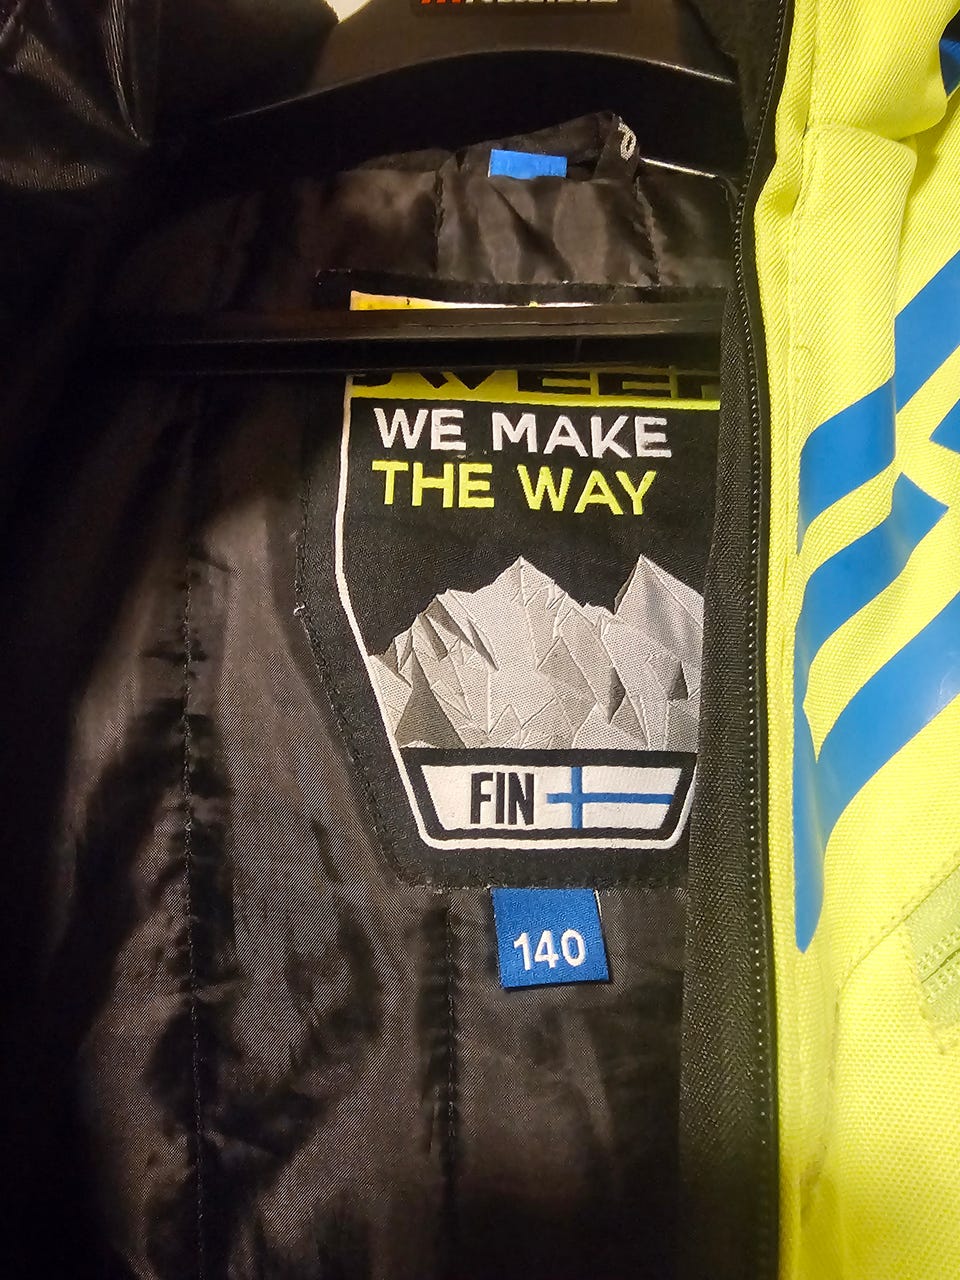 WE MAKE
THE WAY
FIN
140